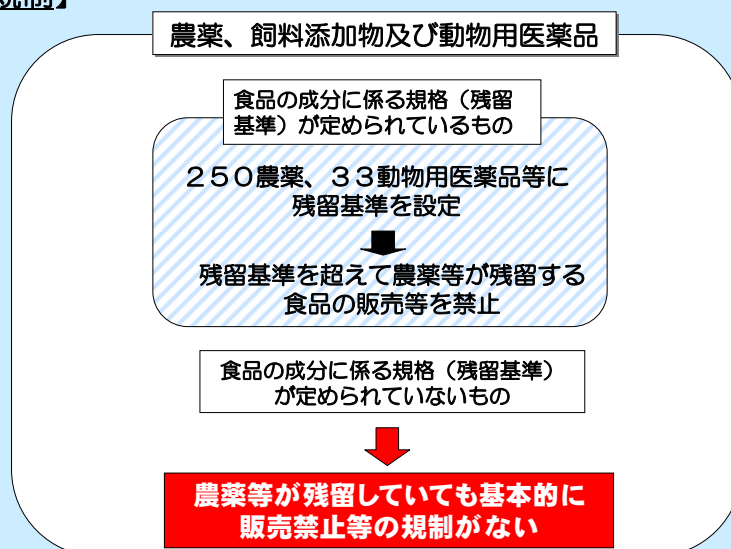 規制】
農薬、飼料添加物及び動物用医薬品
食品の成分に係る規格（残留
基準）が定められているもの
２５０農薬、３３動物用医薬品等に
残留基準を設定
残留基準を超えて農薬等が残留する
食品の販売等を禁止
食品の成分に係る規格（残留基準）
が定められていないもの
農薬等が残留していても基本的に
販売禁止等の規制がない